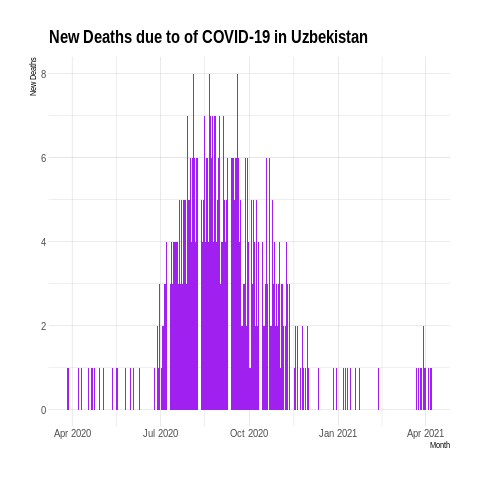 New Deaths due to of COVID-19 in Uzbekistan
New Deaths
8
6
4
2
0
Apr 2020 Jul 2020 Oct 2020 Jan 2021 Apr 2021
Month